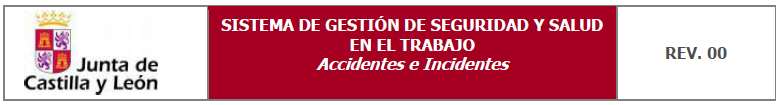 Junta de
Castilla y León
SISTEMA DE GESTIÓN DE SEGURIDAD Y SALUD
EN EL TRABAJO
Accidentes e Incidentes
REV. 00